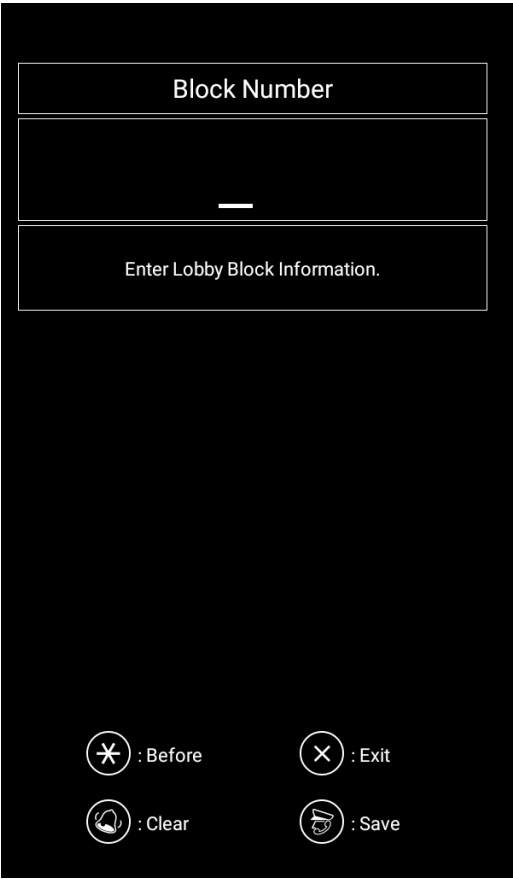 Block Number
Enter Lobby Block Information.
: Before
: Exit
: Clear
: Save